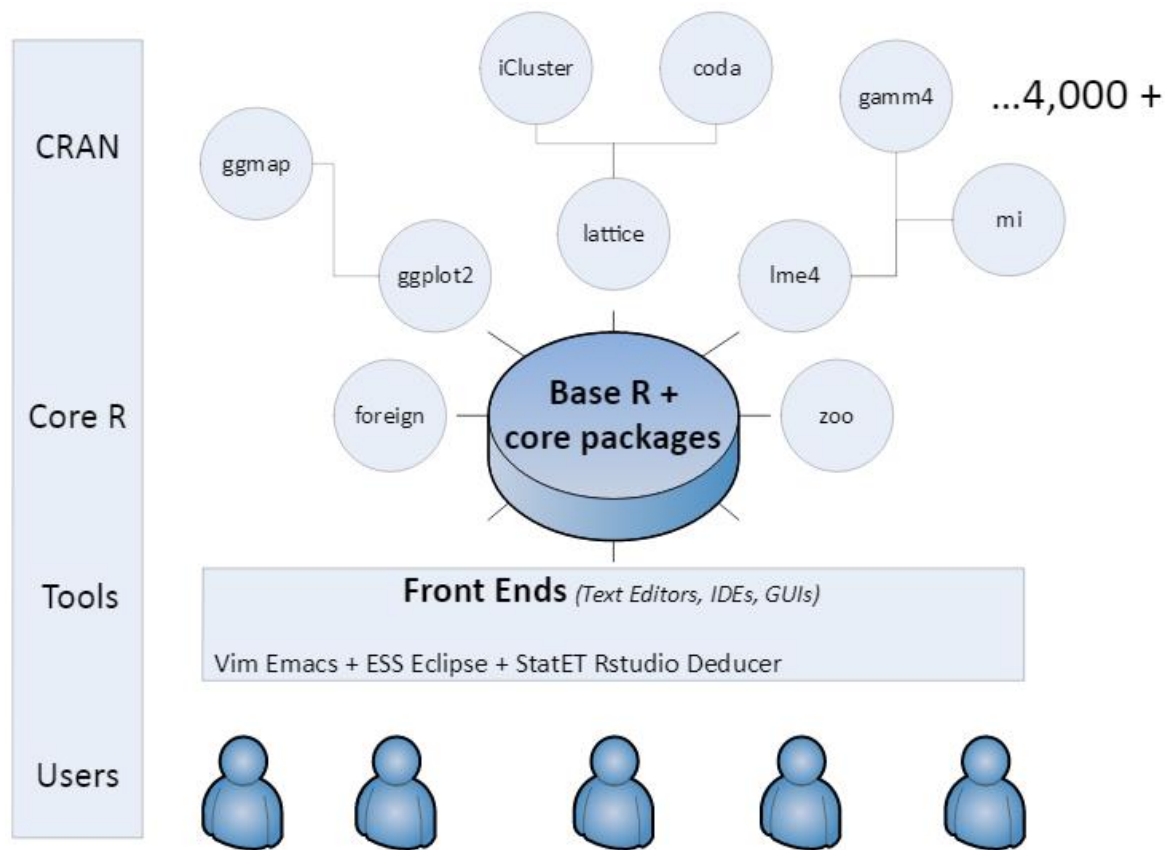 CRAN
iCluster
coda
gamm4
...4,000 +
ggmap
mi
lattice
ggplot2
lme4
Core R
foreign
Base R +
core packages
zoo
Tools
Front Ends (Text Editors, IDEs, GUIs)
Vim Emacs + ESS Eclipse + StatET Rstudio Deducer
Users